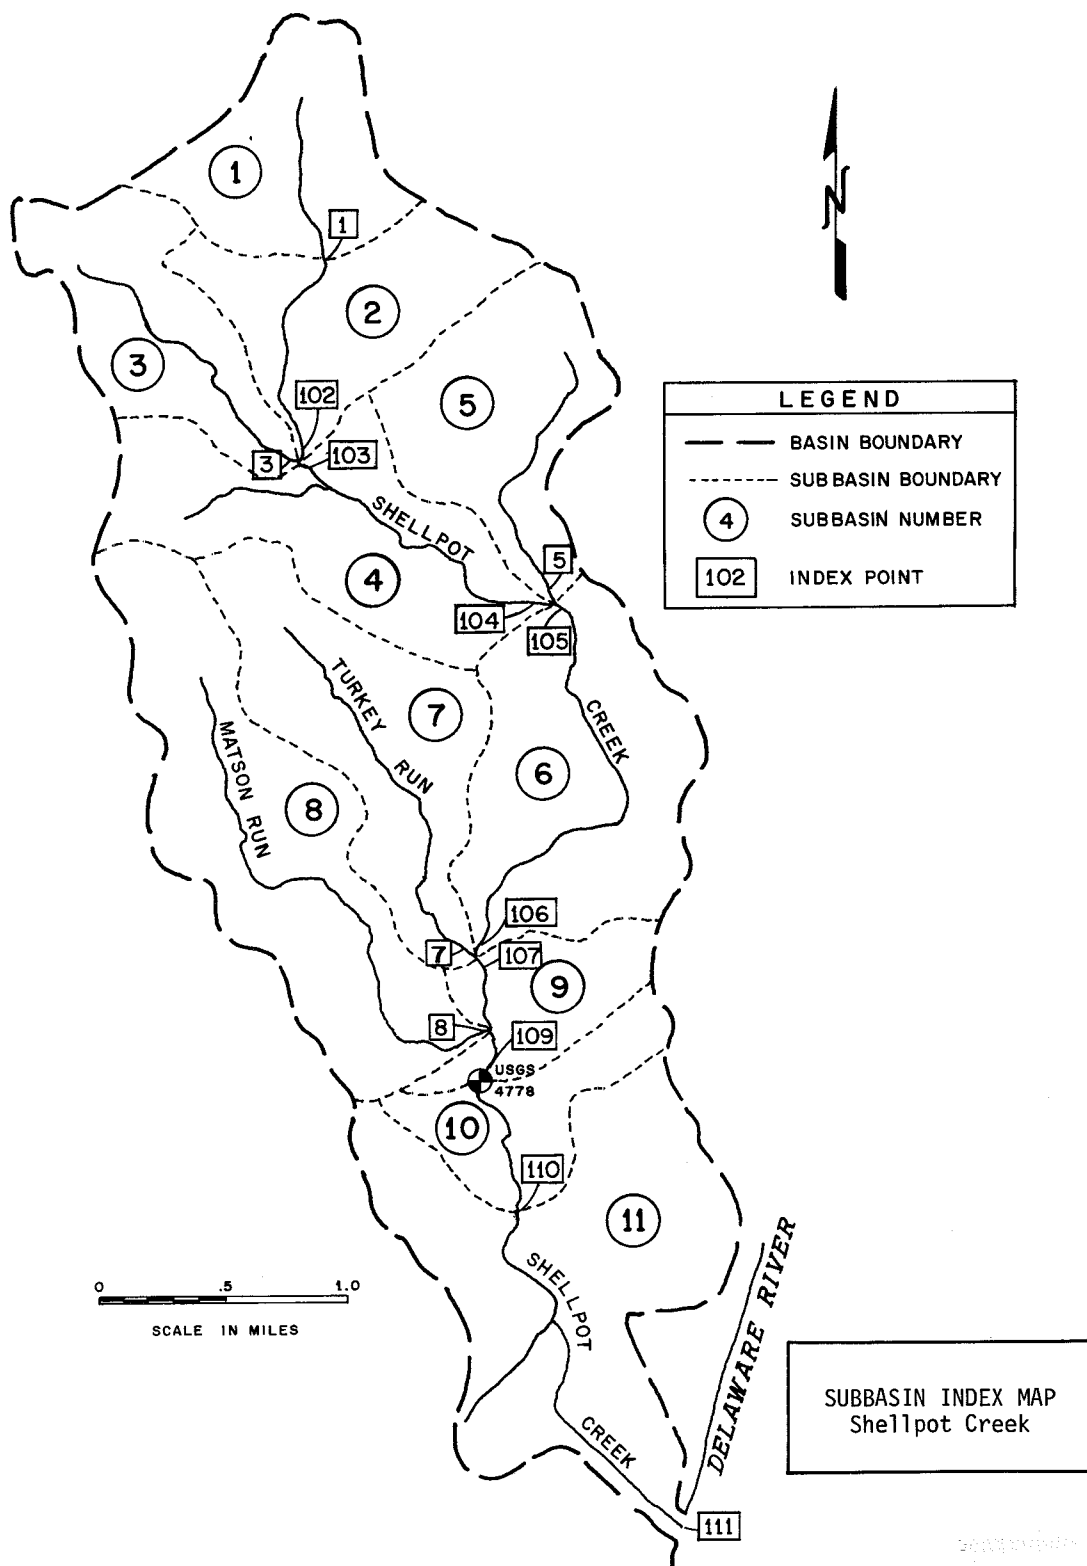 1
1
2
3
102
5
3
103
SHELLPOT
4
5
104
105
LEGEND
BASIN BOUNDARY
SUBBASIN BOUNDARY
4 SUBBASIN NUMBER
102 INDEX POINT
N
TURKEY RUN
7
CREEK
6
MATSON RUN
8
106
7
107
9
8
109
USGS
4778
10
110
11
SHELLPOT
CREEK
DELAWARE RIVER
111
0 .5 1.0
SCALE IN MILES
SUBBASIN INDEX MAP
Shellpot Creek